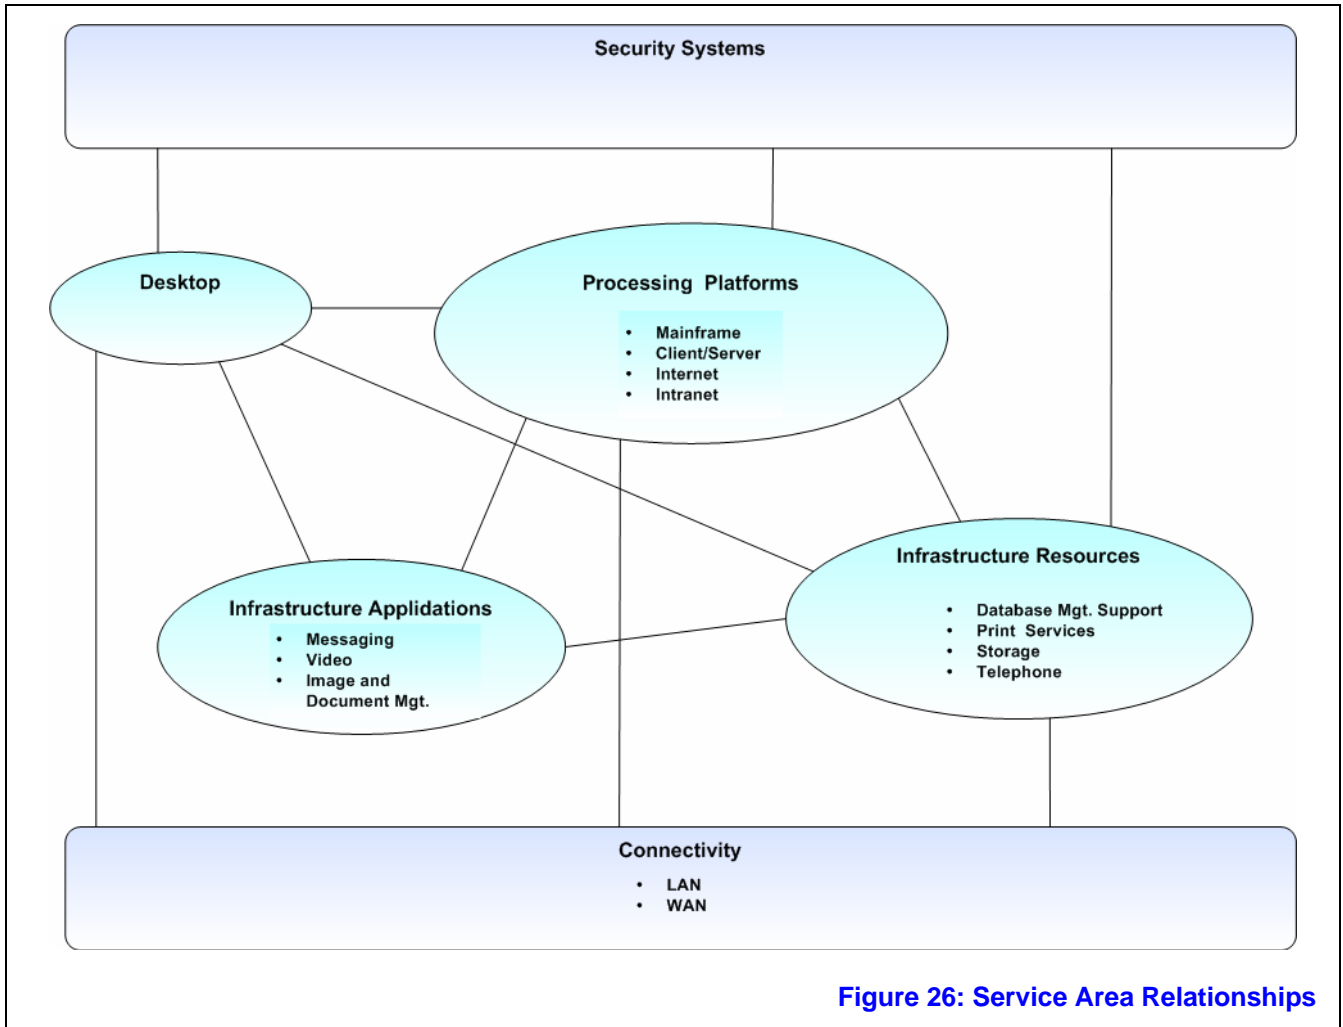 Security Systems
Desktop
Processing Platforms
• Mainframe
• Client/Server
• Internet
• Intranet
Infrastructure Resources
• Database Mgt. Support
• Print Services
• Storage
• Telephone
Infrastructure Applidations
• Messaging
• Video
• Image and
Document Mgt.
Connectivity
• LAN
• WAN
Figure 26: Service Area Relationships